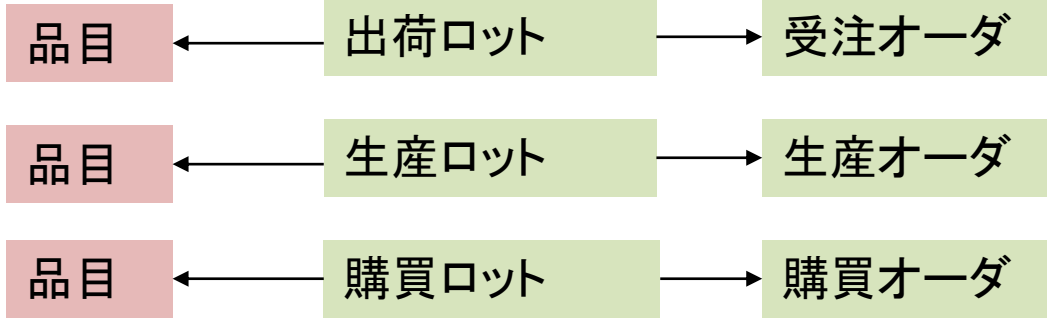 品目 出荷ロット 受注オーダ
品目 生産ロット 生産オーダ
品目 購買ロット 購買オーダ